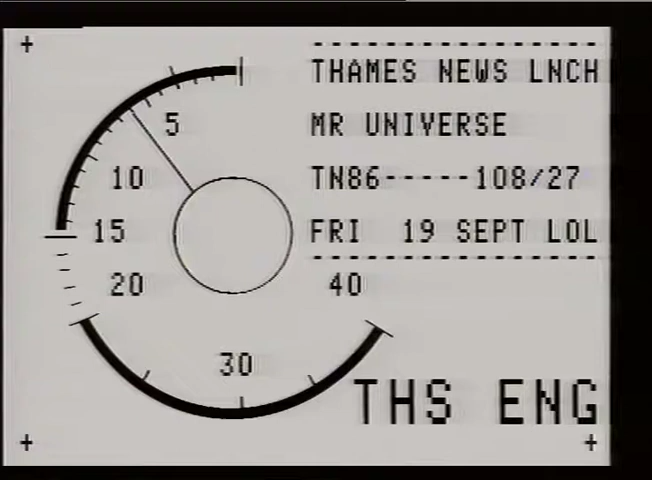 THAMES NEWS LNCH
MR UNIVERSE
TN86-----108/27
FRI 19 SEPT LOL
5
10
15
20
30
40
THS ENG